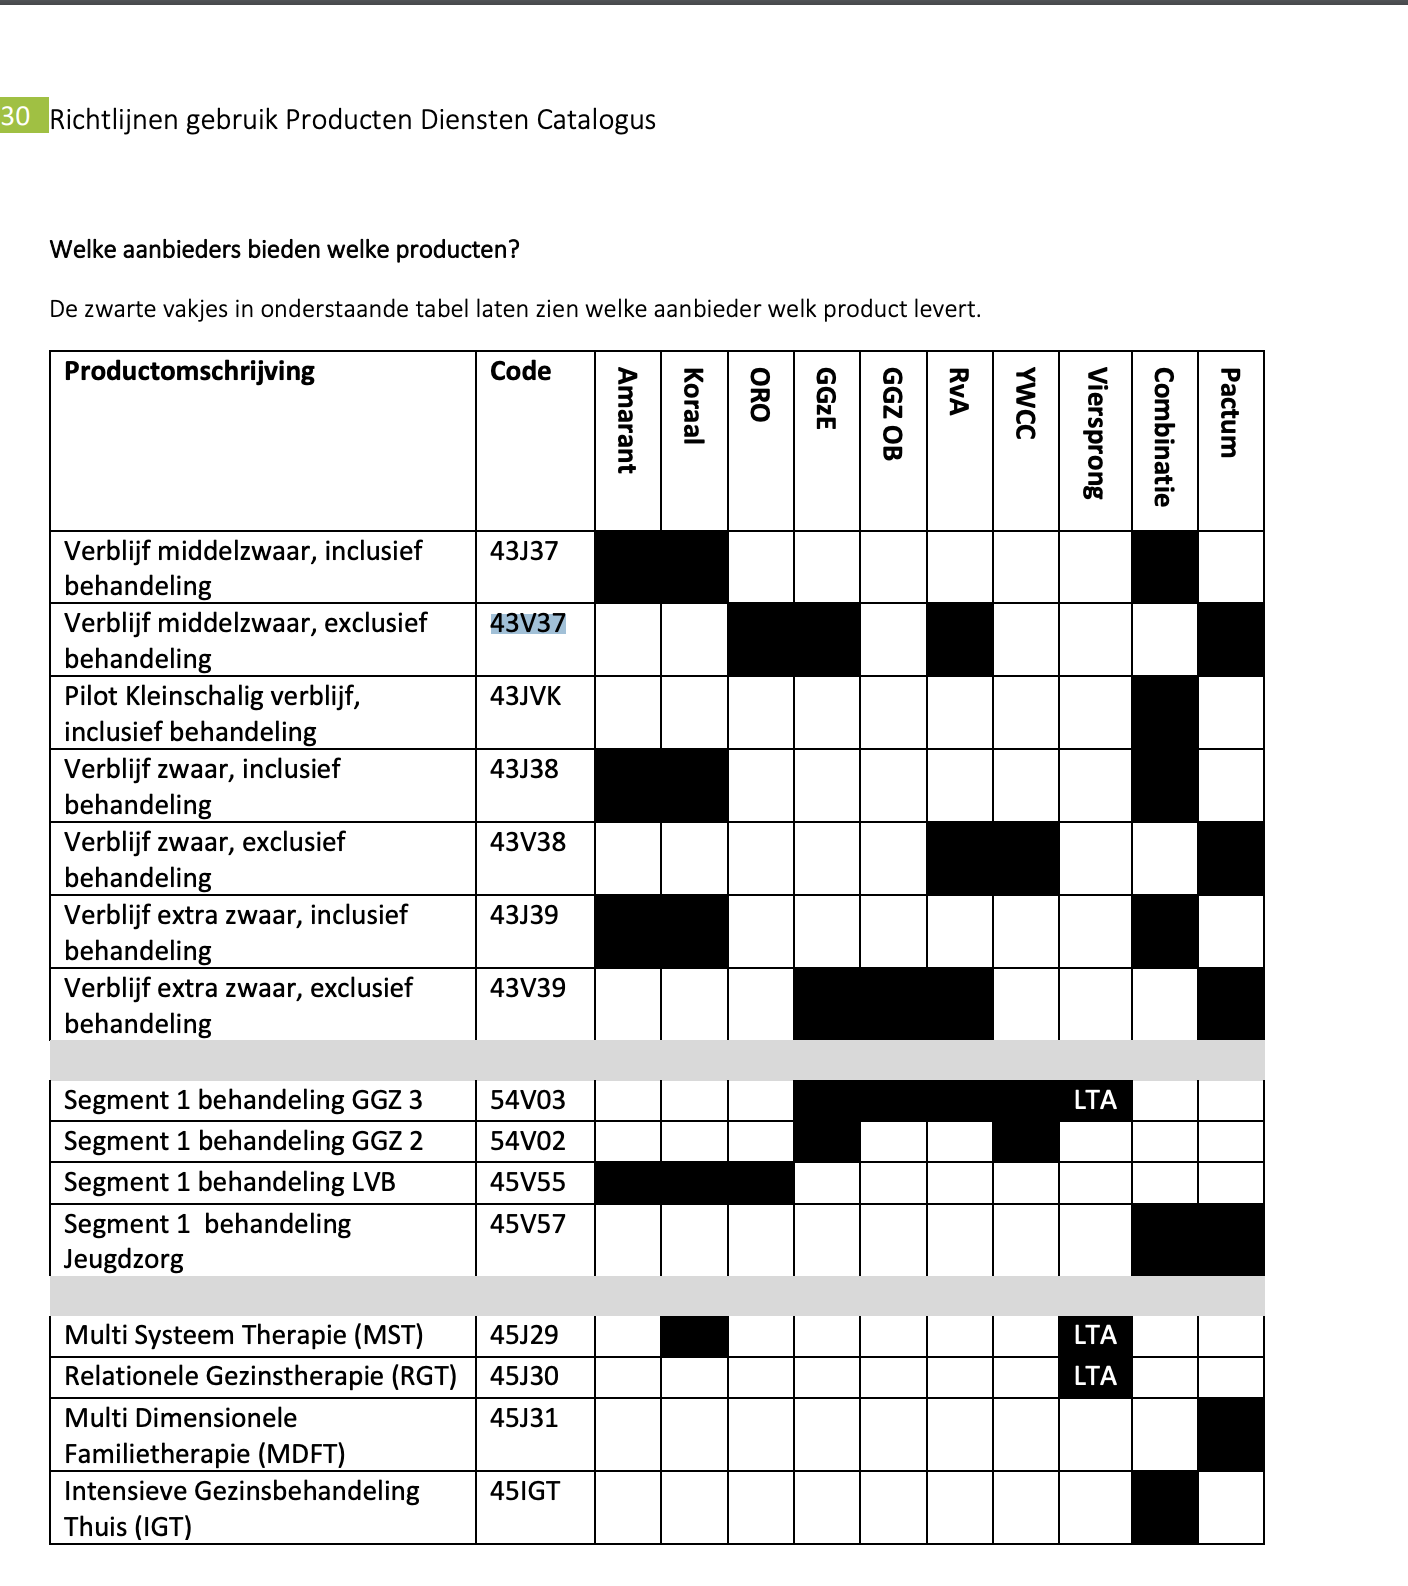 30 Richtlijnen gebruik Producten Diensten Catalogus
Welke aanbieders bieden welke producten?
De zwarte vakjes in onderstaande tabel laten zien welke aanbieder welk product levert.
Productomschrijving Code Amarant Koraal ORO GGzE GGZ OB RvA YWCC Viersprong Combinatie Pactum
Verblijf middelzwaar, inclusief 43J37
behandeling
Verblijf middelzwaar, exclusief 43V37
behandeling
Pilot Kleinschalig verblijf, 43JVK
inclusief behandeling
Verblijf zwaar, inclusief 43J38
behandeling
Verblijf zwaar, exclusief 43V38
behandeling
Verblijf extra zwaar, inclusief 43J39
behandeling
Verblijf extra zwaar, exclusief 43V39
behandeling
Segment 1 behandeling GGZ 3 54V03 LTA
Segment 1 behandeling GGZ 2 54V02
Segment 1 behandeling LVB 45V55
Segment 1  behandeling 45V57
Jeugdzorg
Multi Systeem Therapie (MST) 45J29 LTA
Relationele Gezinstherapie (RGT) 45J30 LTA
Multi Dimensionele 45J31
Familietherapie (MDFT)
Intensieve Gezinsbehandeling 45IGT
Thuis (IGT)